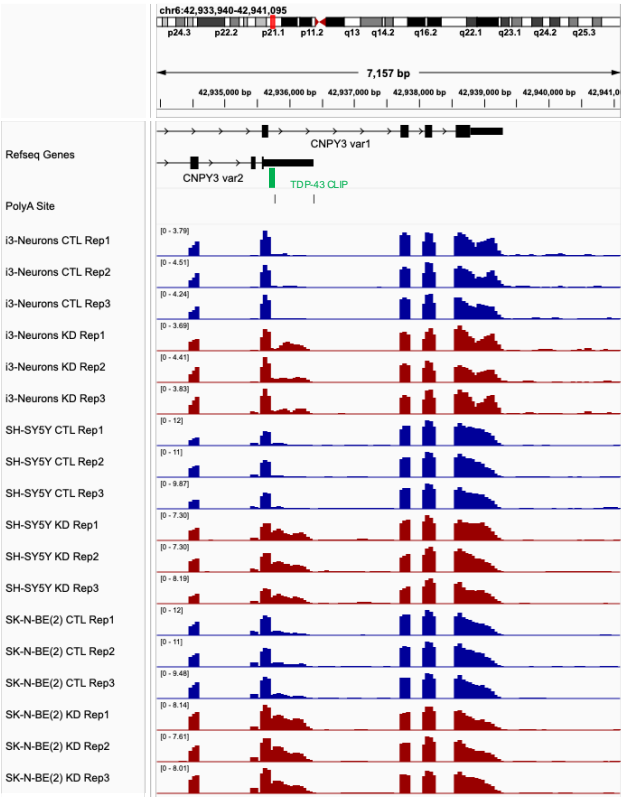 chr6:42,933,940-42,941,095
p24.3 p22.2 p21.1 p11.2 q13 q14.2 q16.2 q22.1 q23.1 q24.2 q25.3
7,157 bp
42,935,000 bp 42,936,000 bp 42,937,000 bp 42,938,000 bp 42,939,000 bp 42,940,000 bp 42,941,0
CNPY3 var1
Refseq Genes
CNPY3 var2
TDP-43 CLIP
PolyA Site
i3-Neurons CTL Rep1 [0 - 3.79]
i3-Neurons CTL Rep2 [0 - 4.51]
i3-Neurons CTL Rep3 [0 - 4.24]
i3-Neurons KD Rep1 [0 - 3.69]
i3-Neurons KD Rep2 [0 - 4.41]
i3-Neurons KD Rep3 [0 - 3.83]
SH-SY5Y CTL Rep1 [0 - 12]
SH-SY5Y CTL Rep2 [0 - 11]
SH-SY5Y CTL Rep3 [0 - 9.87]
SH-SY5Y KD Rep1 [0 - 7.30]
SH-SY5Y KD Rep2 [0 - 7.30]
SH-SY5Y KD Rep3 [0 - 8.19]
SK-N-BE(2) CTL Rep1 [0 - 12]
SK-N-BE(2) CTL Rep2 [0 - 11]
SK-N-BE(2) CTL Rep3 [0 - 9.48]
SK-N-BE(2) KD Rep1 [0 - 8.14]
SK-N-BE(2) KD Rep2 [0 - 7.61]
SK-N-BE(2) KD Rep3 [0 - 8.01]